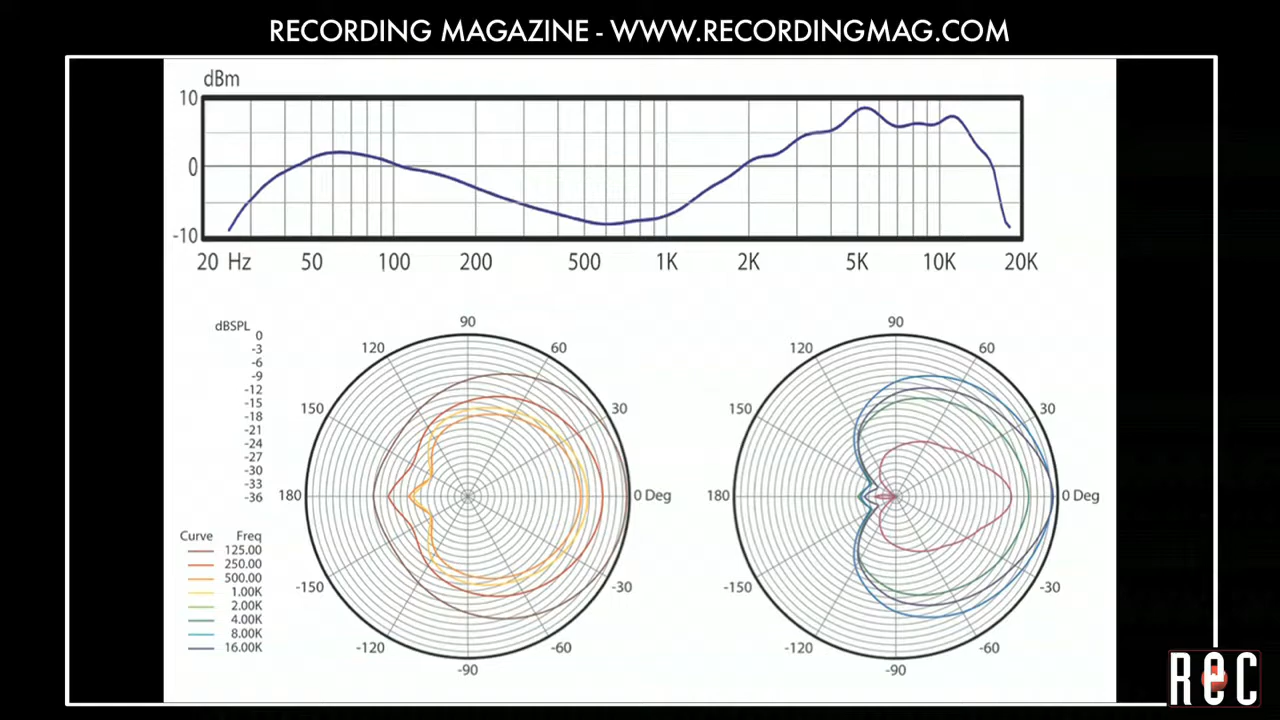 RECORDING MAGAZINE - WWW.RECORDINGMAG.COM
dBm
10
0
-10
20 Hz 50 100 200 500 1K 2K 5K 10K 20K
dBSPL
0
-3
-6
-9
-12
-15
-18
-21
-24
-27
-30
-33
-36
90
120 60
150 30
180 0 Deg
-150 -30
-120 -60
-90
90
120 60
150 30
180 0 Deg
-150 -30
-120 -60
-90
Curve Freq
125.00
250.00
500.00
1.00K
2.00K
4.00K
8.00K
16.00K
ReC